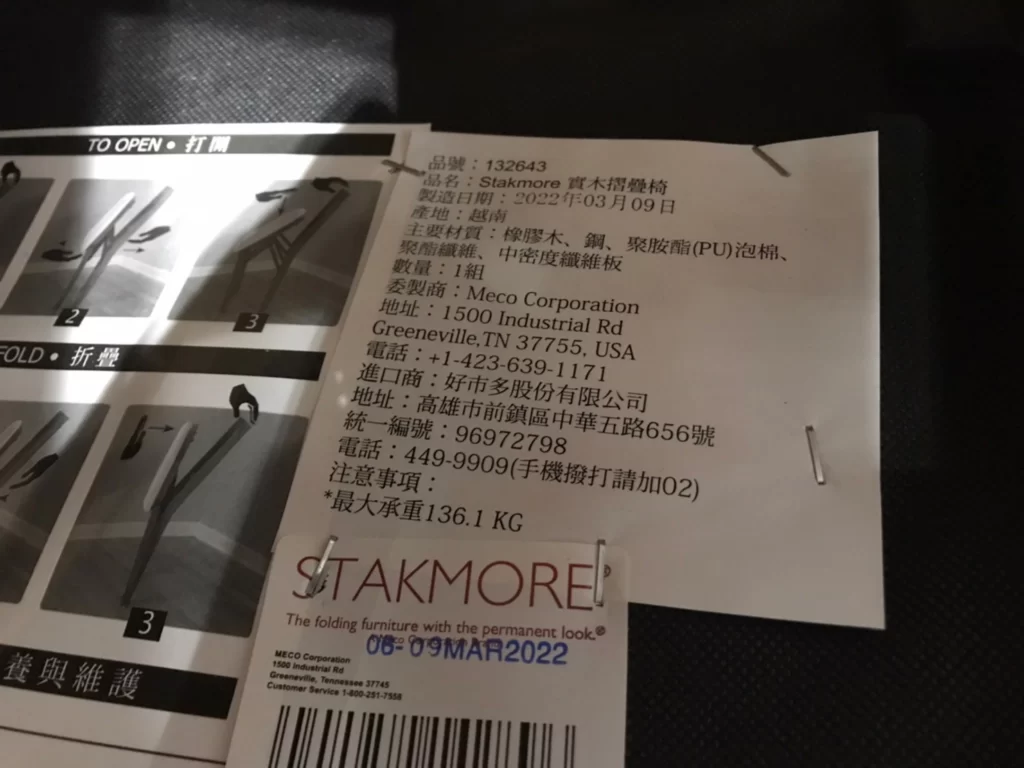 TO OPEN • 打開
2
3
FOLD • 折疊
3
養與維護
品號：132643
品名：Stakmore 實木摺疊椅
製造日期：2022年03月09日
產地：越南
主要材質：橡膠木、鋼、聚胺酯(PU)泡棉、
聚酯纖維、中密度纖維板
數量：1組
委製商：Meco Corporation
地址：1500 Industrial Rd
Greeneville,TN 37755, USA
電話：+1-423-639-1171
進口商：好市多股份有限公司
地址：高雄市前鎮區中華五路656號
統一編號：96972798
電話：449-9909(手機撥打請加02)
注意事項：
*最大承重136.1 KG
STAKMORE®
The folding furniture with the permanent look.®
06-09MAR2022
MECO Corporation
1500 Industrial Rd
Greeneville, Tennessee 37745
Customer Service 1-800-251-7558